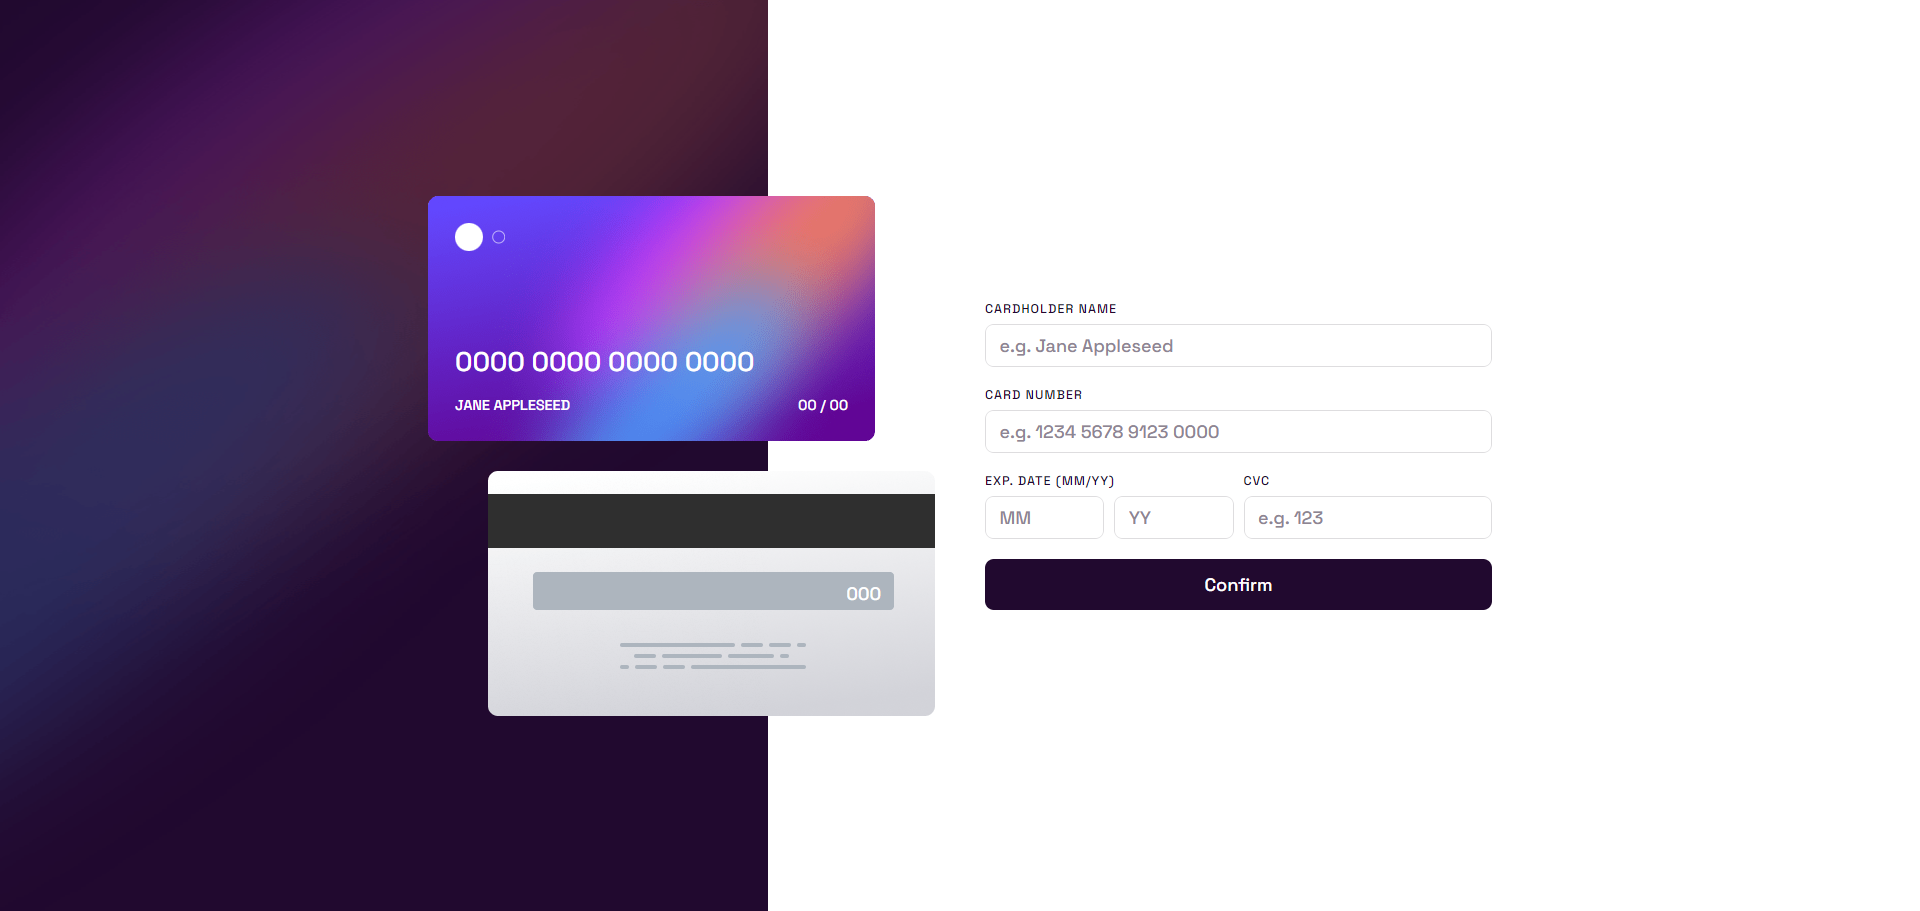 0000 0000 0000 0000
JANE APPLESEED
00 / 00
000
CARDHOLDER NAME
e.g. Jane Appleseed
CARD NUMBER
e.g. 1234 5678 9123 0000
EXP. DATE (MM/YY)
CVC
MM
YY
e.g. 123
Confirm